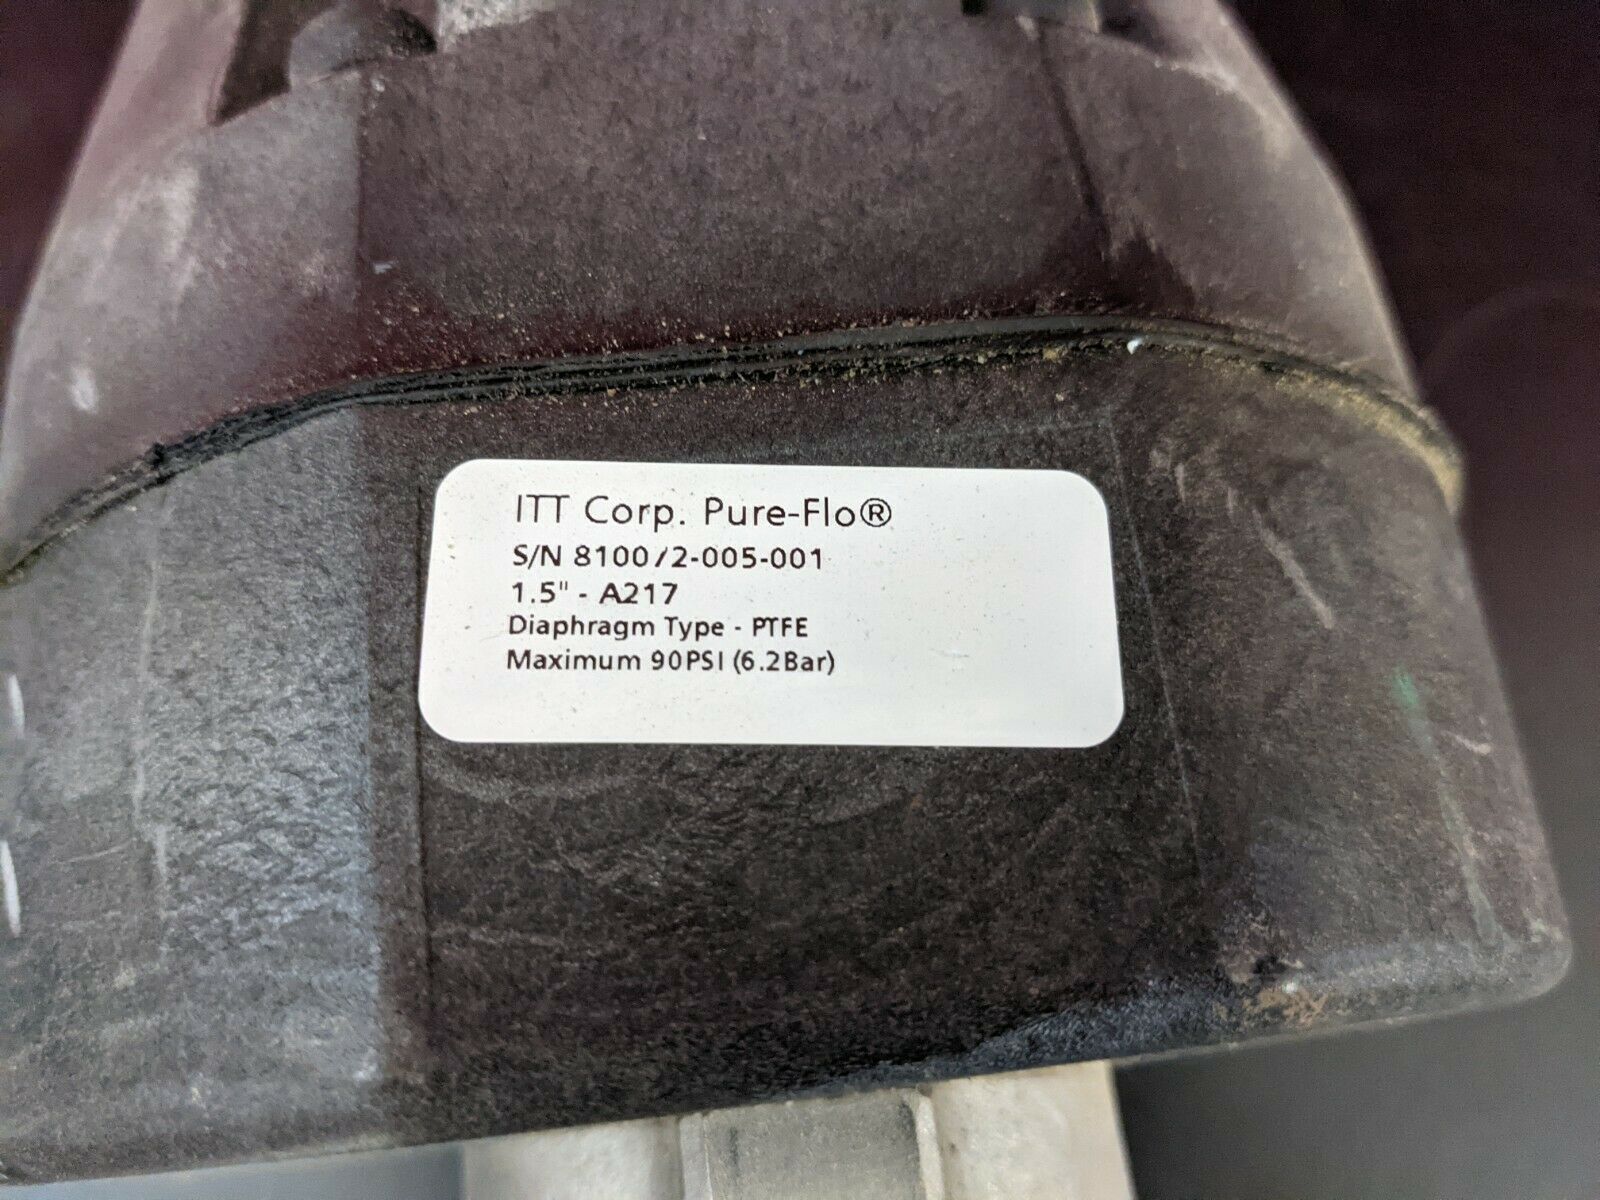 ITT Corp. Pure-Flo®
S/N 8100/2-005-001
1.5" - A217
Diaphragm Type - PTFE
Maximum 90PSI (6.2Bar)